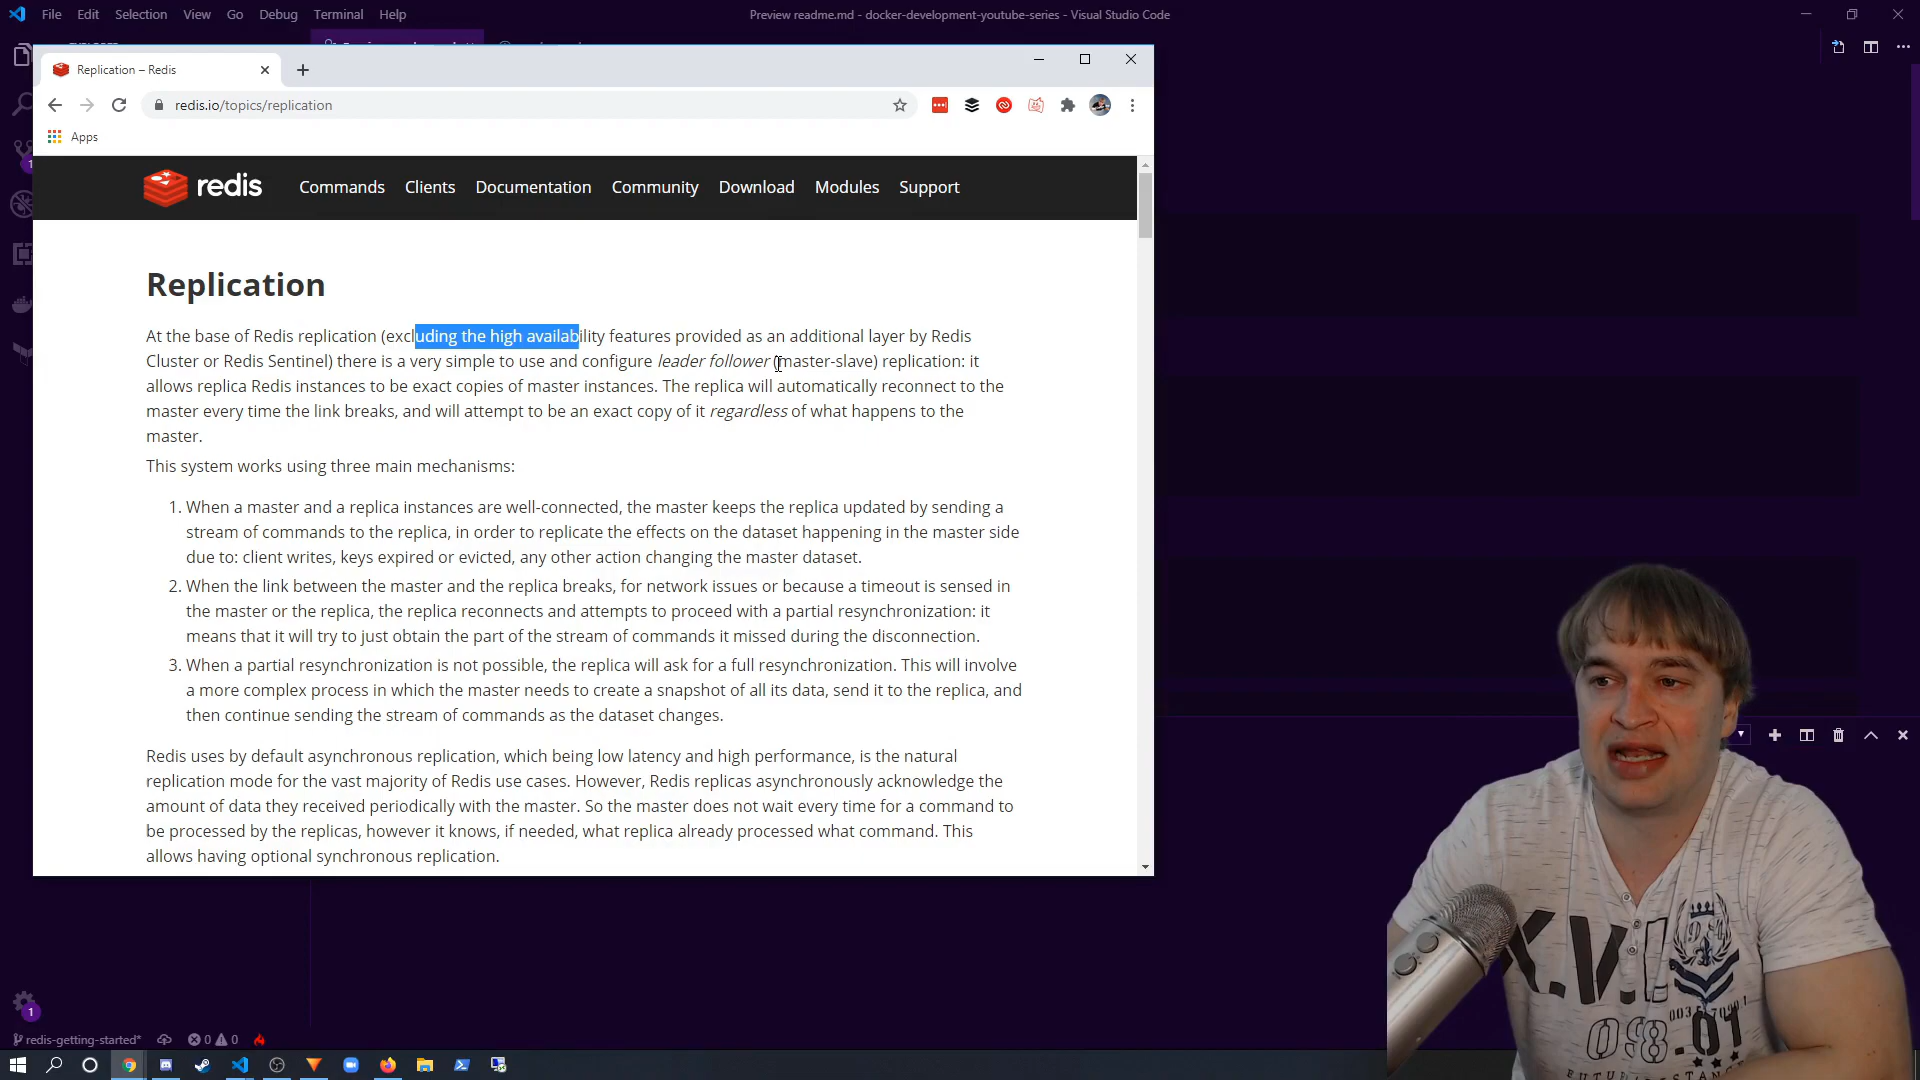 File Edit Selection View Go Debug Terminal Help
Preview readme.md - docker-development-youtube-series - Visual Studio Code
Replication – Redis
redis.io/topics/replication
Apps
redis Commands Clients Documentation Community Download Modules Support
Replication
At the base of Redis replication (excluding the high availability features provided as an additional layer by Redis
Cluster or Redis Sentinel) there is a very simple to use and configure leader follower (master-slave) replication: it
allows replica Redis instances to be exact copies of master instances. The replica will automatically reconnect to the
master every time the link breaks, and will attempt to be an exact copy of it regardless of what happens to the
master.
This system works using three main mechanisms:
1. When a master and a replica instances are well-connected, the master keeps the replica updated by sending a
stream of commands to the replica, in order to replicate the effects on the dataset happening in the master side
due to: client writes, keys expired or evicted, any other action changing the master dataset.
2. When the link between the master and the replica breaks, for network issues or because a timeout is sensed in
the master or the replica, the replica reconnects and attempts to proceed with a partial resynchronization: it
means that it will try to just obtain the part of the stream of commands it missed during the disconnection.
3. When a partial resynchronization is not possible, the replica will ask for a full resynchronization. This will involve
a more complex process in which the master needs to create a snapshot of all its data, send it to the replica, and
then continue sending the stream of commands as the dataset changes.
Redis uses by default asynchronous replication, which being low latency and high performance, is the natural
replication mode for the vast majority of Redis use cases. However, Redis replicas asynchronously acknowledge the
amount of data they received periodically with the master. So the master does not wait every time for a command to
be processed by the replicas, however it knows, if needed, what replica already processed what command. This
allows having optional synchronous replication.
1
redis-getting-started* 0 0
K.V.
098.01